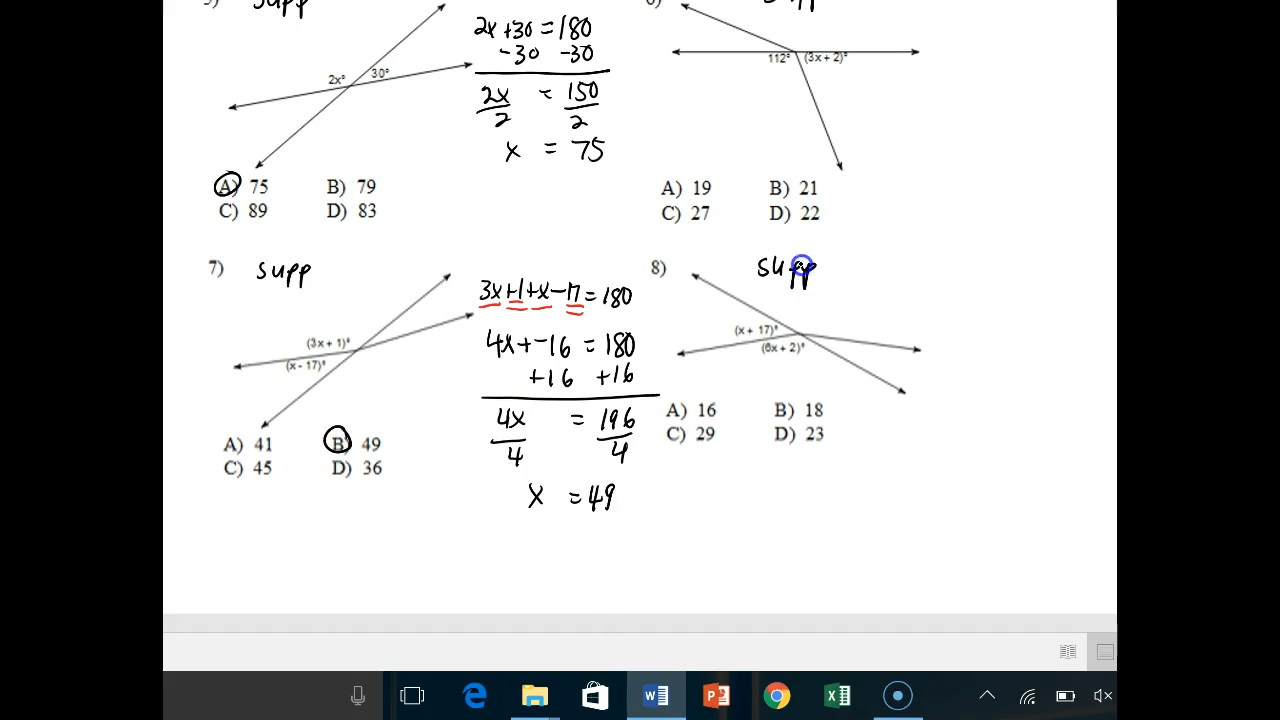 5) supp
2x+30=180
-30 -30
2x° 30°
2x/2 = 150/2
x = 75
A) 75 B) 79
C) 89 D) 83
supp
112° (3x + 2)°
A) 19 B) 21
C) 27 D) 22
7) supp
3x+1+x-17=180
(3x + 1)°
(x - 17)°
4x+-16=180
+16 +16
4x/4 = 196/4
x = 49
A) 41 B) 49
C) 45 D) 36
8) supp
(x + 17)°
(6x + 2)°
A) 16 B) 18
C) 29 D) 23